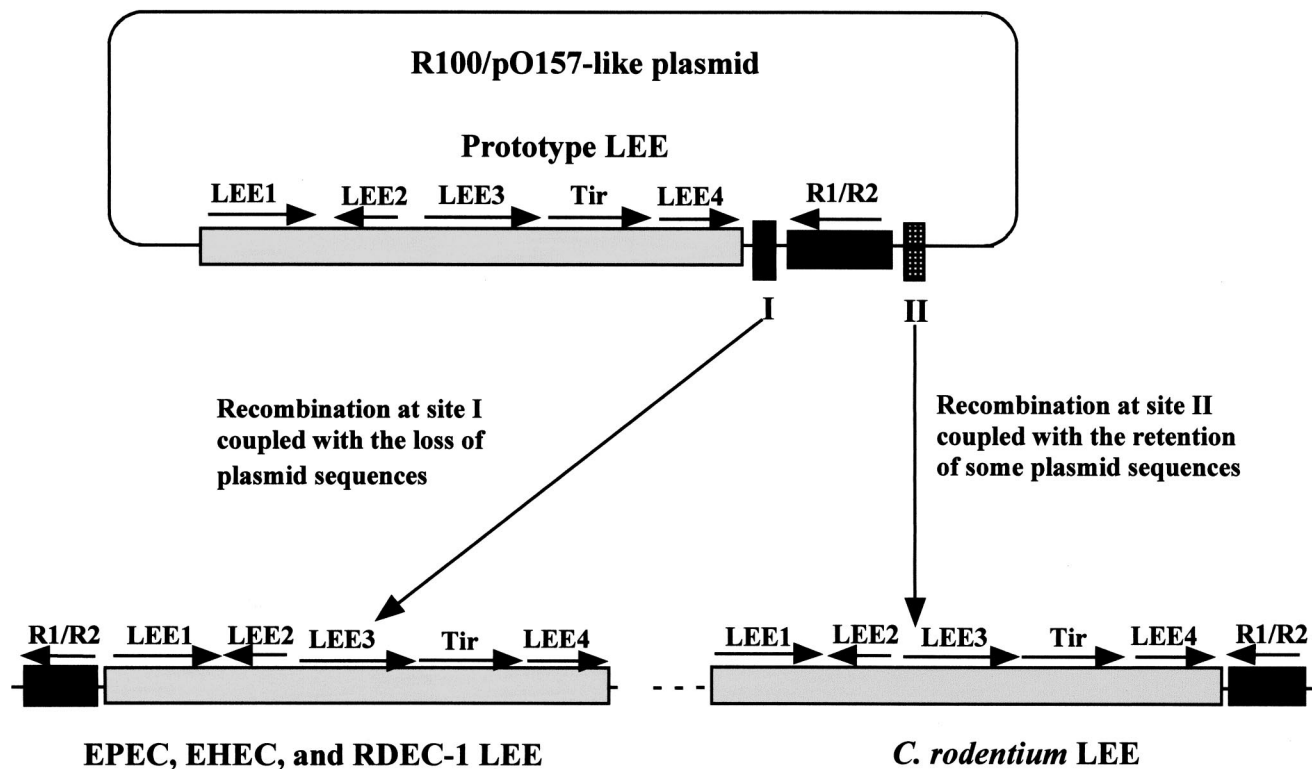 R100/pO157-like plasmid
Prototype LEE
LEE1 LEE2 LEE3 Tir LEE4 R1/R2
I II
Recombination at site I
coupled with the loss of
plasmid sequences
Recombination at site II
coupled with the retention
of some plasmid sequences
R1/R2 LEE1 LEE2 LEE3 Tir LEE4
LEE1 LEE2 LEE3 Tir LEE4 R1/R2
EPEC, EHEC, and RDEC-1 LEE
C. rodentium LEE